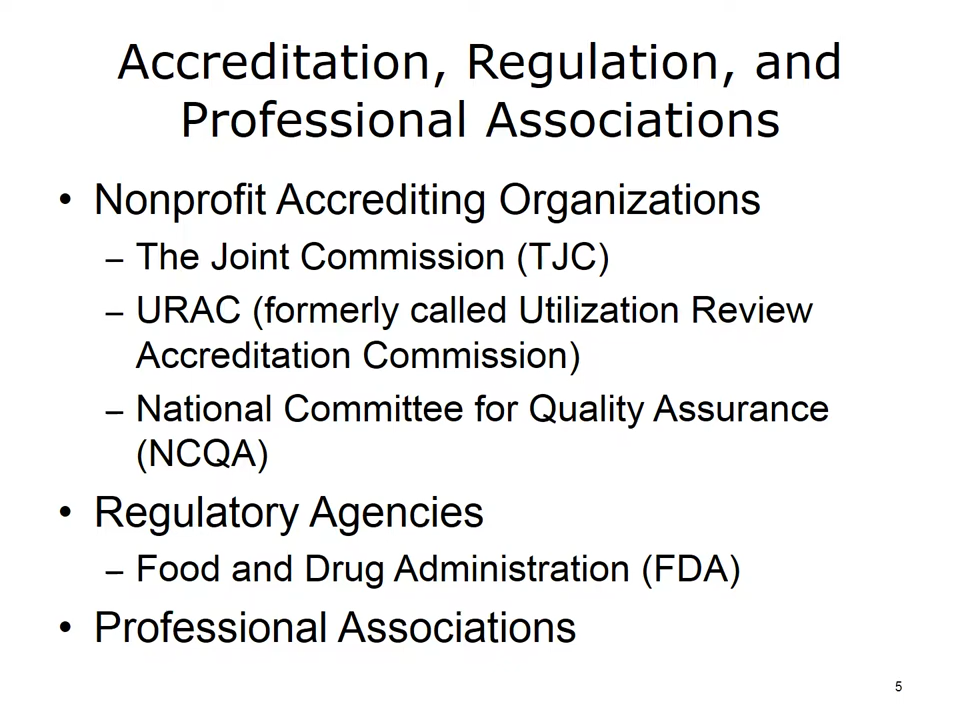 Accreditation, Regulation, and
Professional Associations
• Nonprofit Accrediting Organizations
– The Joint Commission (TJC)
– URAC (formerly called Utilization Review
Accreditation Commission)
– National Committee for Quality Assurance
(NCQA)
• Regulatory Agencies
– Food and Drug Administration (FDA)
• Professional Associations
5